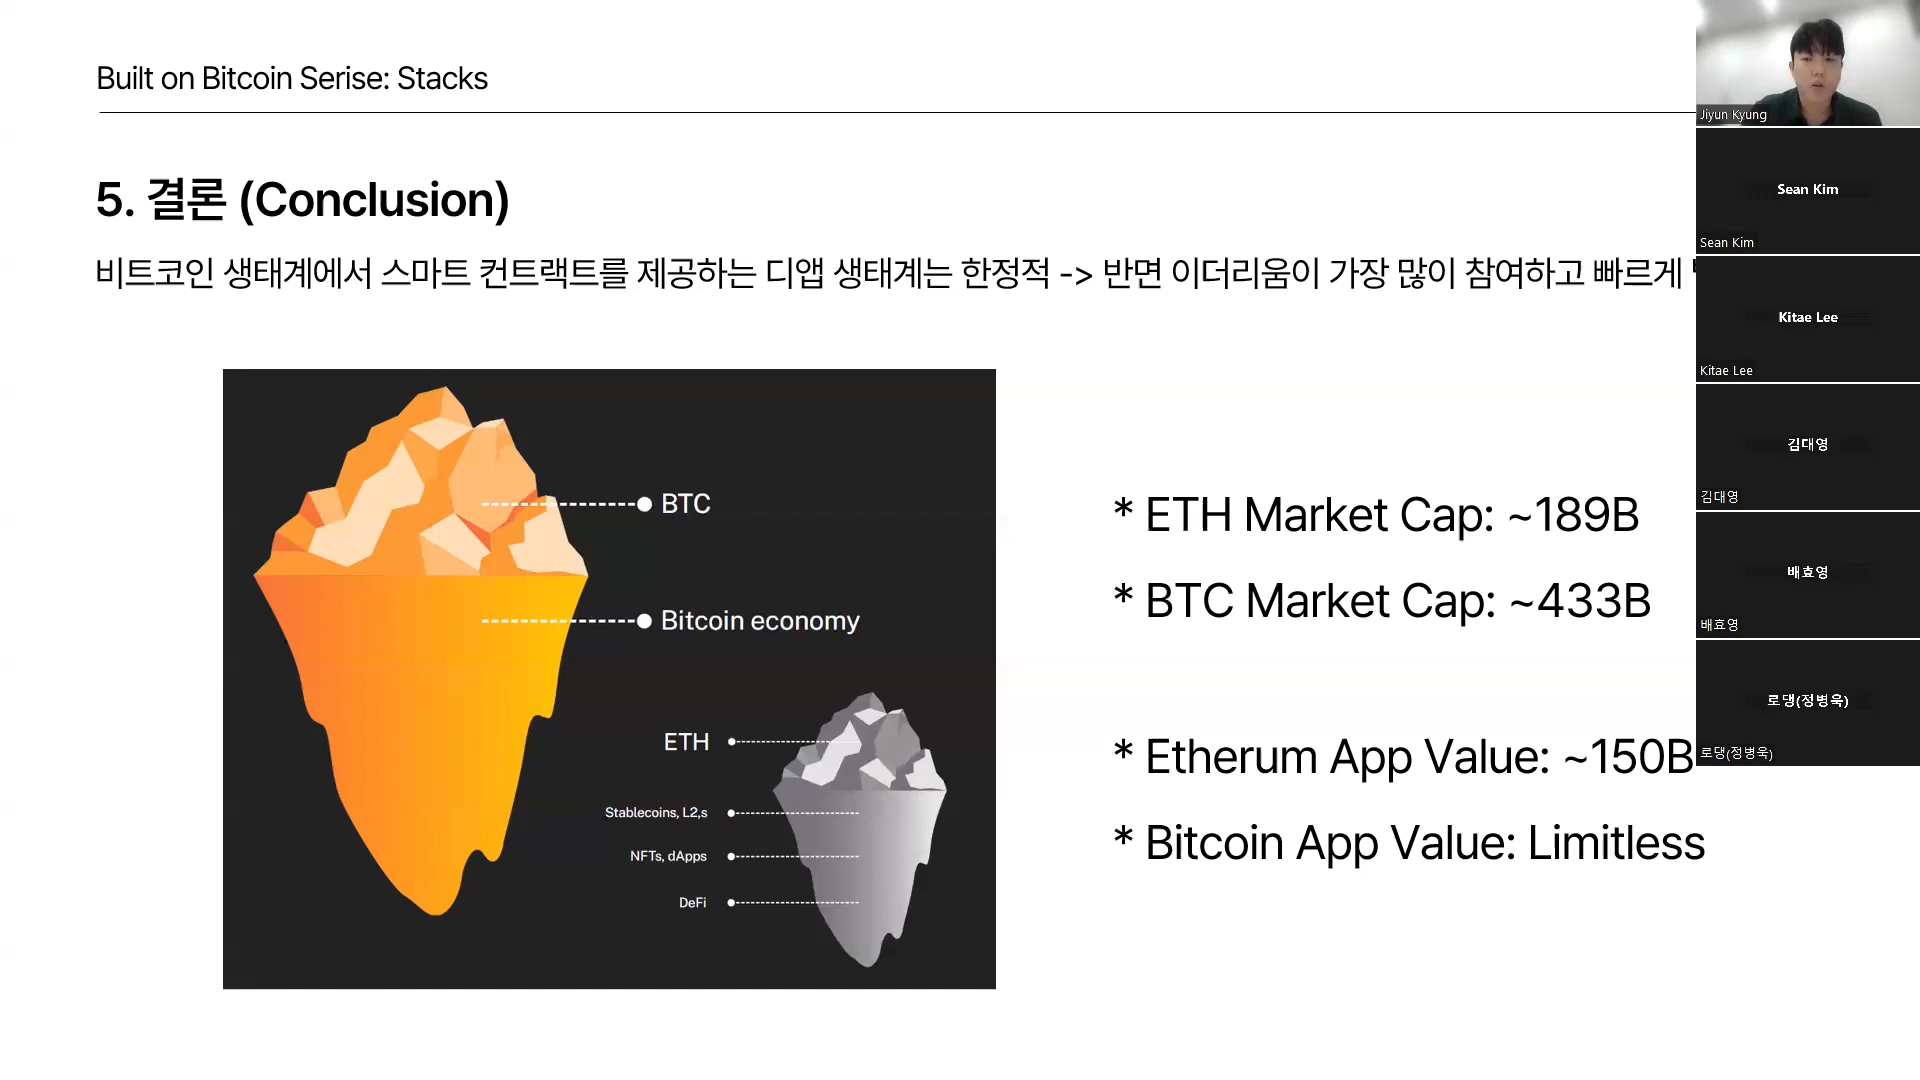 Built on Bitcoin Serise: Stacks
5. 결론 (Conclusion)
비트코인 생태계에서 스마트 컨트랙트를 제공하는 디앱 생태계는 한정적 -> 반면 이더리움이 가장 많이 참여하고 빠르게
BTC
Bitcoin economy
ETH
Stablecoins, L2,s
NFTs, dApps
DeFi
* ETH Market Cap: ~189B
* BTC Market Cap: ~433B
* Etherum App Value: ~150B
* Bitcoin App Value: Limitless
Jiyun Kyung
Sean Kim
Sean Kim
Kitae Lee
Kitae Lee
김대영
김대영
배효영
배효영
로댕(정병욱)
로댕(정병욱)